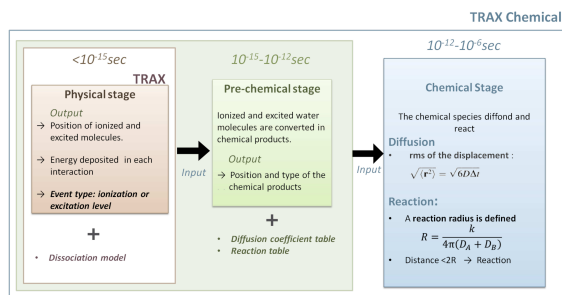 TRAX Chemical
<10⁻¹⁵sec
TRAX
Physical stage
Output
→ Position of ionized and
excited molecules.
→ Energy deposited in each
interaction
→ Event type: ionization or
excitation level
+
• Dissociation model
Input
10⁻¹⁵-10⁻¹²sec
Pre-chemical stage
Ionized and excited water
molecules are converted in
chemical products.
Output
→ Position and type of the
chemical products
+
• Diffusion coefficient table
• Reaction table
Input
10⁻¹²-10⁻⁶sec
Chemical Stage
The chemical species diffond and
react
Diffusion
• rms of the displacement :
√⟨r²⟩ = √6DΔt
Reaction:
• A reaction radius is defined
R = k / 4π(D_A + D_B)
• Distance <2R → Reaction